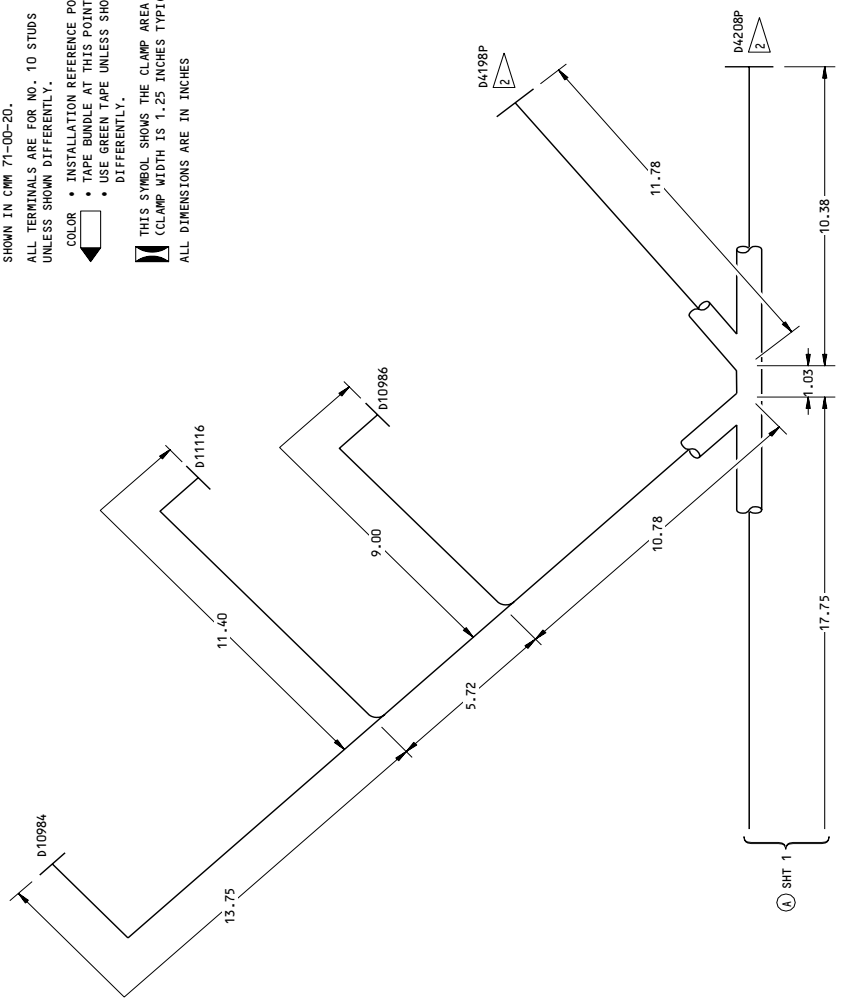 SHOWN IN CMM 71-00-20.
ALL TERMINALS ARE FOR NO. 10 STUDS
UNLESS SHOWN DIFFERENTLY.
COLOR
• INSTALLATION REFERENCE
• TAPE BUNDLE AT THIS POINT
• USE GREEN TAPE UNLESS
DIFFERENTLY.
THIS SYMBOL SHOWS THE CLAMP AREA
(CLAMP WIDTH IS 1.25 INCHES
ALL DIMENSIONS ARE IN INCHES
D10984
D11116
D10986
D4198P
2
D4208P
2
13.75
11.40
9.00
5.72
10.78
11.78
10.38
1.03
17.75
A SHT 1